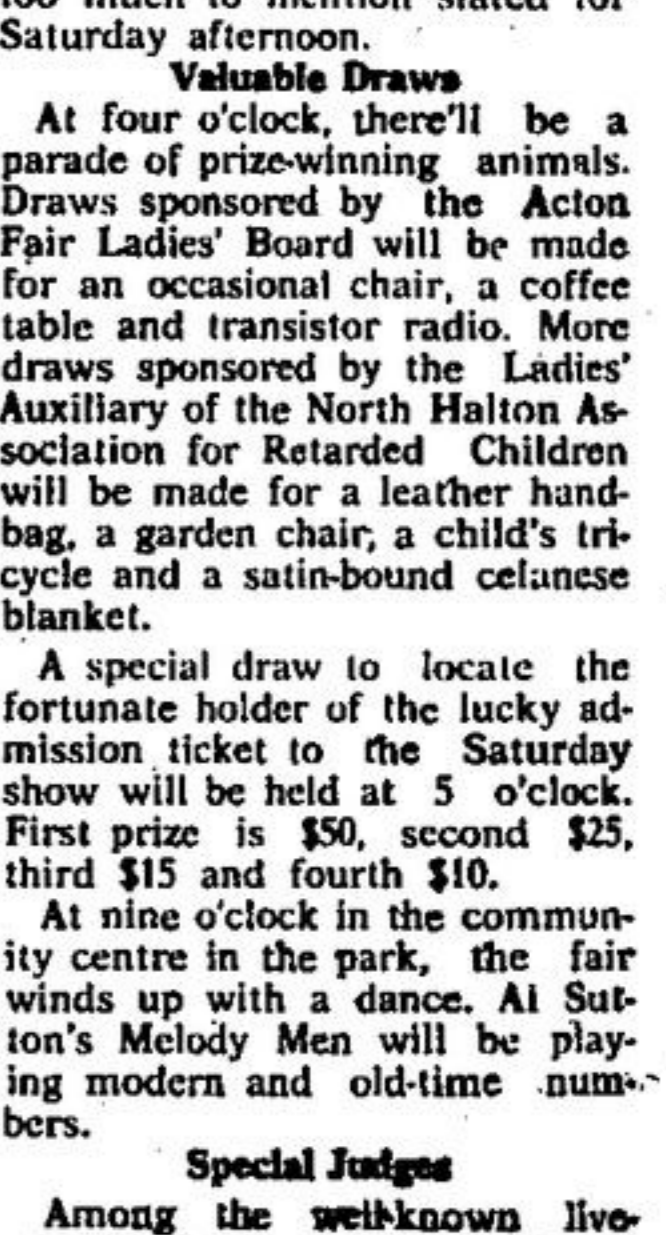 too much to mention slated for
Saturday afternoon.
Valuable Draws
At four o'clock, there'll be a
parade of prize-winning animals.
Draws sponsored by the Acton
Fair Ladies' Board will be made
for an occasional chair, a coffee
table and transistor radio. More
draws sponsored by the Ladies'
Auxiliary of the North Halton As-
sociation for Retarded Children
will be made for a leather hand-
bag, a garden chair, a child's tri-
cycle and a satin-bound celanese
blanket.
A special draw to locate the
fortunate holder of the lucky ad-
mission ticket to the Saturday
show will be held at 5 o'clock.
First prize is $50, second $25,
third $15 and fourth $10.
At nine o'clock in the commun-
ity centre in the park, the fair
winds up with a dance. Al Sut-
ton's Melody Men will be play-
ing modern and old-time num-
bers.
Special Judges
Among the well-known live-